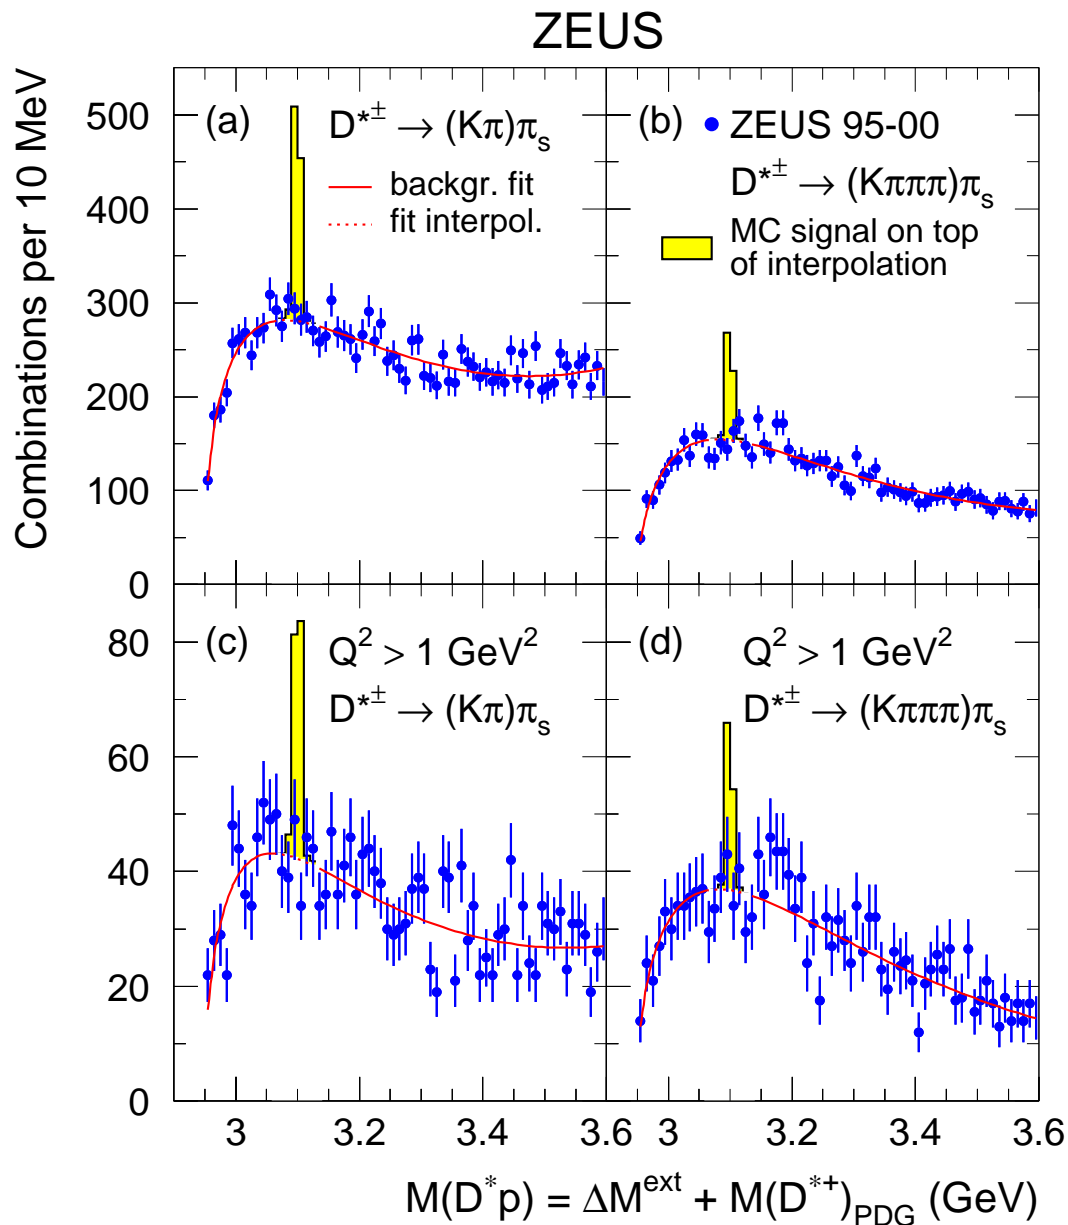 ZEUS
Combinations per 10 MeV
(a) D*± → (Kπ)πs
backgr. fit
fit interpol.
(b) ZEUS 95-00
D*± → (Kπππ)πs
MC signal on top
of interpolation
500
400
300
200
100
0
(c) Q² > 1 GeV²
D*± → (Kπ)πs
(d) Q² > 1 GeV²
D*± → (Kπππ)πs
80
60
40
20
0
3 3.2 3.4 3.6 3 3.2 3.4 3.6
M(D*p) = ΔM^ext + M(D*+)PDG (GeV)